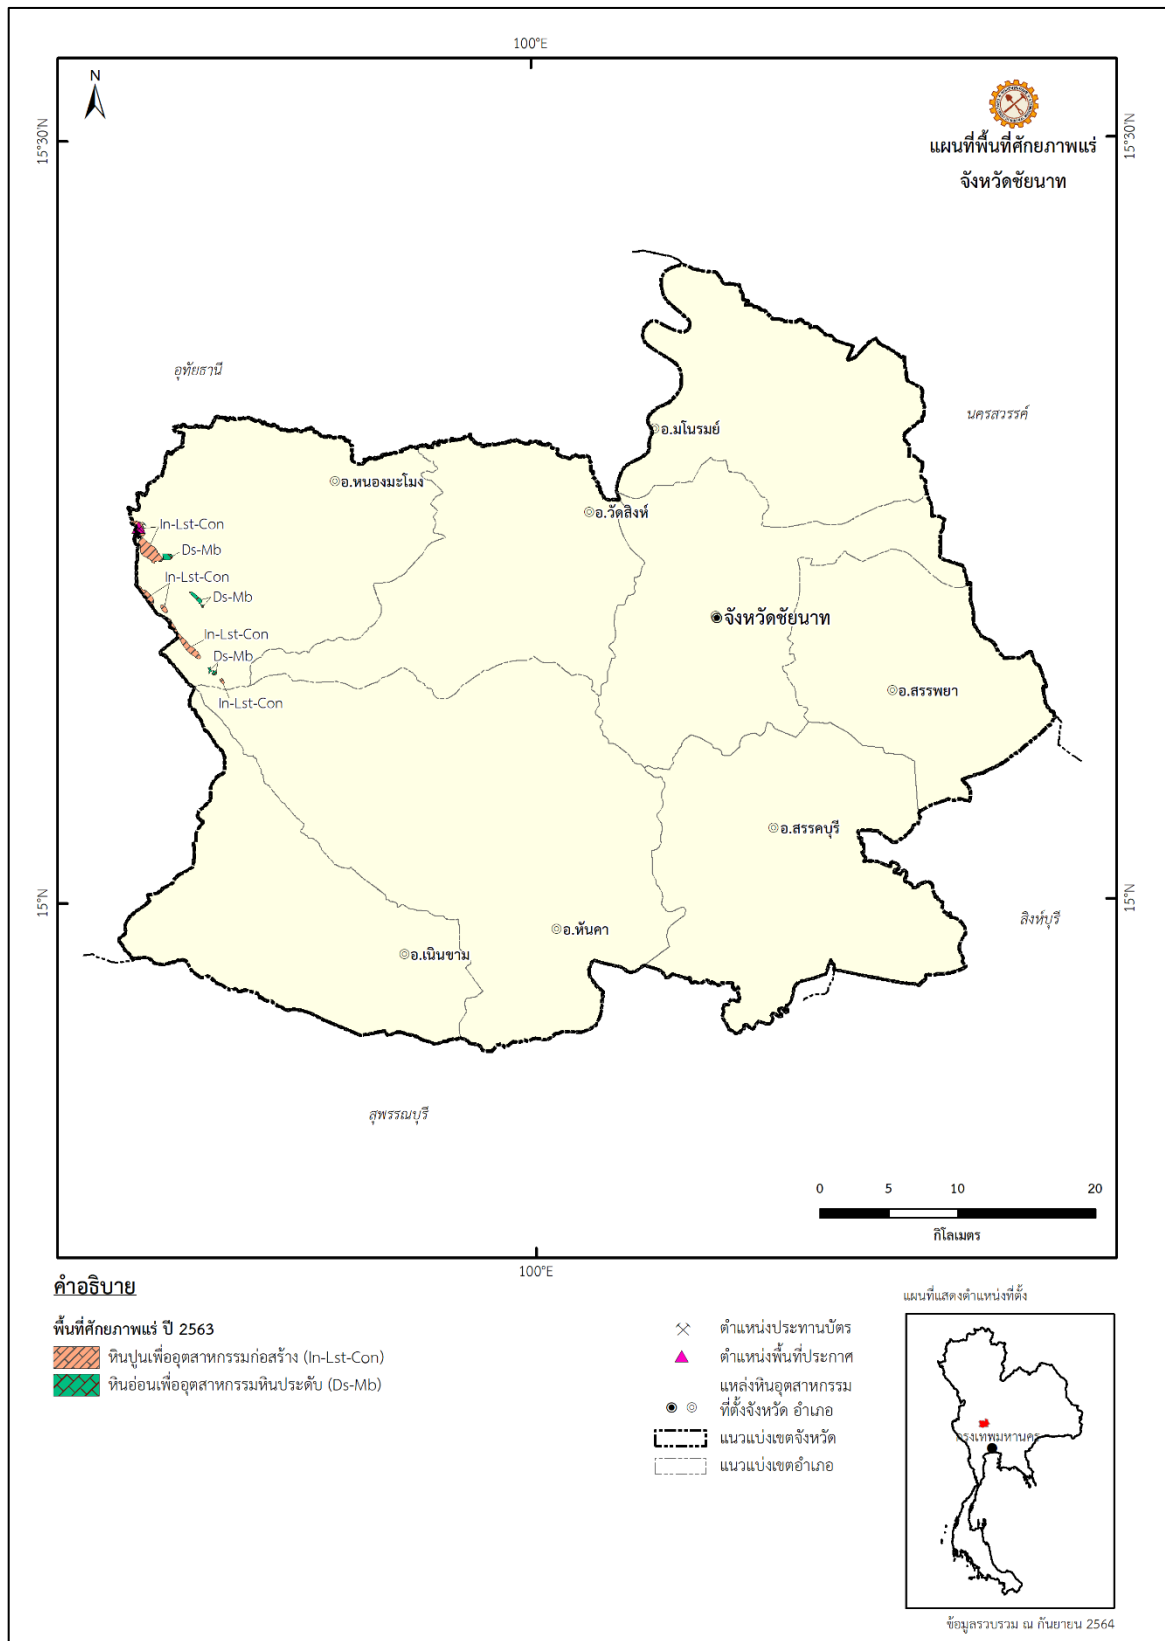 100°E
N
15°30'N
15°30'N
แผนที่พื้นที่ศักยภาพแร่
จังหวัดชัยนาท
อุทัยธานี
นครสวรรค์
อ.มโนรมย์
อ.หนองมะโมง
อ.วัดสิงห์
In-Lst-Con
Ds-Mb
In-Lst-Con
Ds-Mb
จังหวัดชัยนาท
In-Lst-Con
Ds-Mb
อ.สรรพยา
In-Lst-Con
อ.สรรคบุรี
15°N
15°N
สิงห์บุรี
อ.หันคา
อ.เนินขาม
สุพรรณบุรี
0 5 10 20
กิโลเมตร
100°E
คำอธิบาย
พื้นที่ศักยภาพแร่ ปี 2563
หินปูนเพื่ออุตสาหกรรมก่อสร้าง (In-Lst-Con)
หินอ่อนเพื่ออุตสาหกรรมหินประดับ (Ds-Mb)
ตำแหน่งประทานบัตร
ตำแหน่งพื้นที่ประกาศ
แหล่งหินอุตสาหกรรม
ที่ตั้งจังหวัด อำเภอ
แนวแบ่งเขตจังหวัด
แนวแบ่งเขตอำเภอ
แผนที่แสดงตำแหน่งที่ตั้ง
กรุงเทพมหานคร
ข้อมูลรวบรวม ณ กันยายน 2564